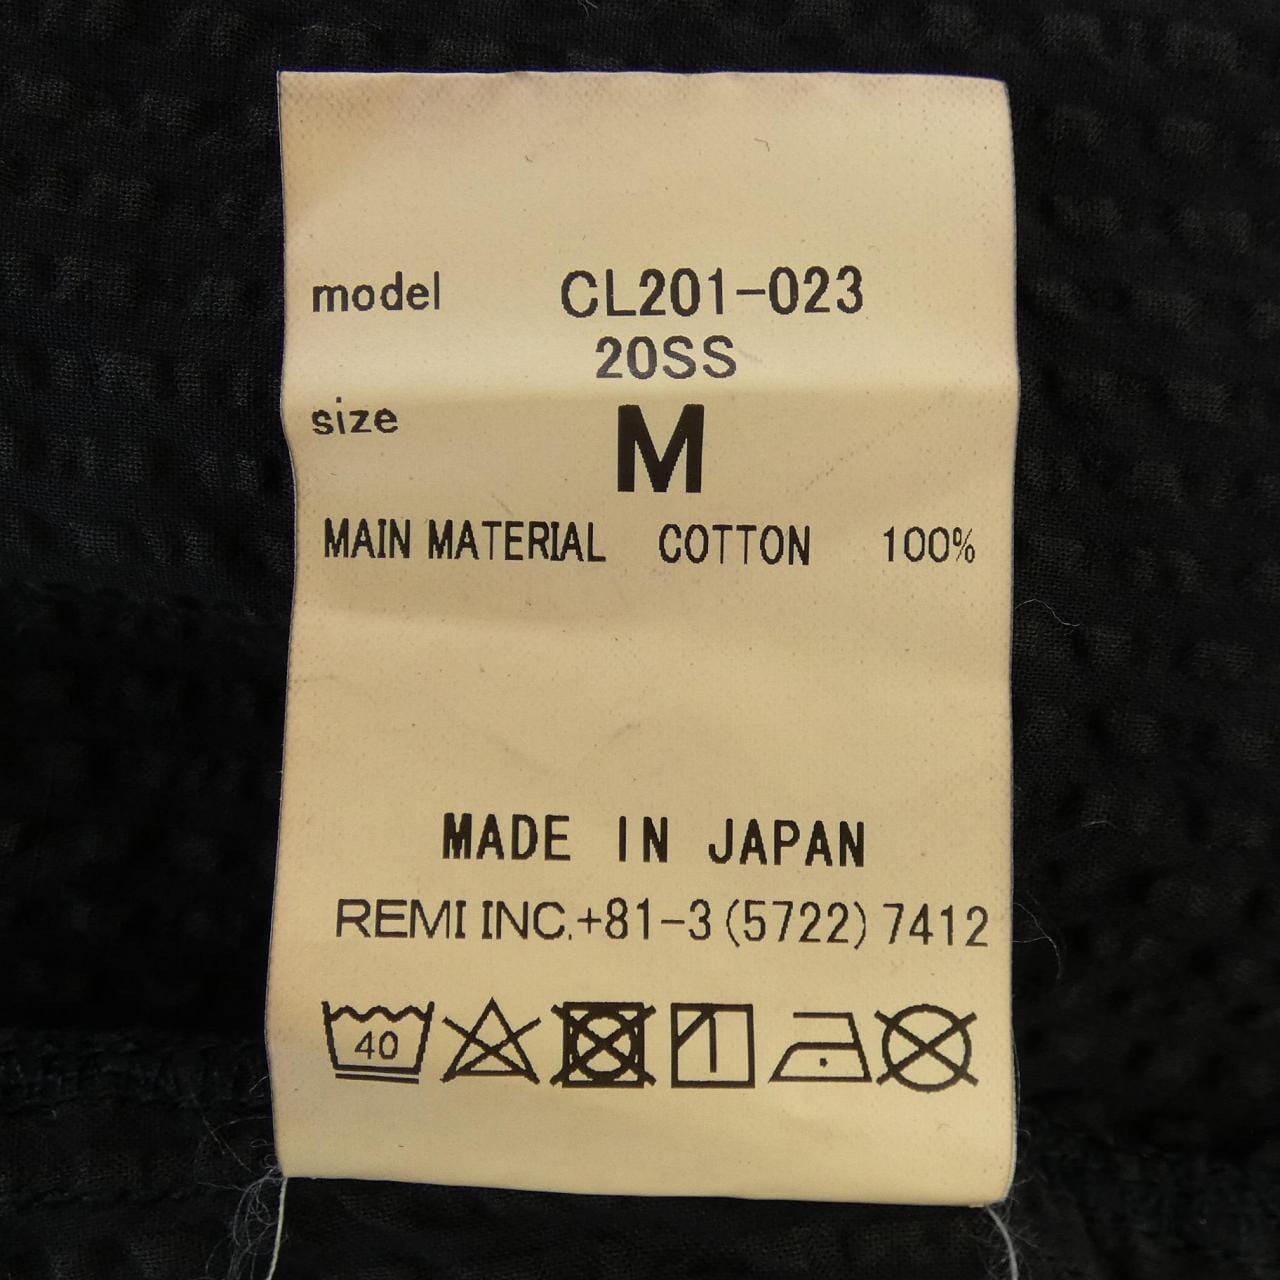 model CL201-023
20SS
size M
MAIN MATERIAL COTTON 100%
MADE IN JAPAN
REMI INC.+81-3(5722)7412
40